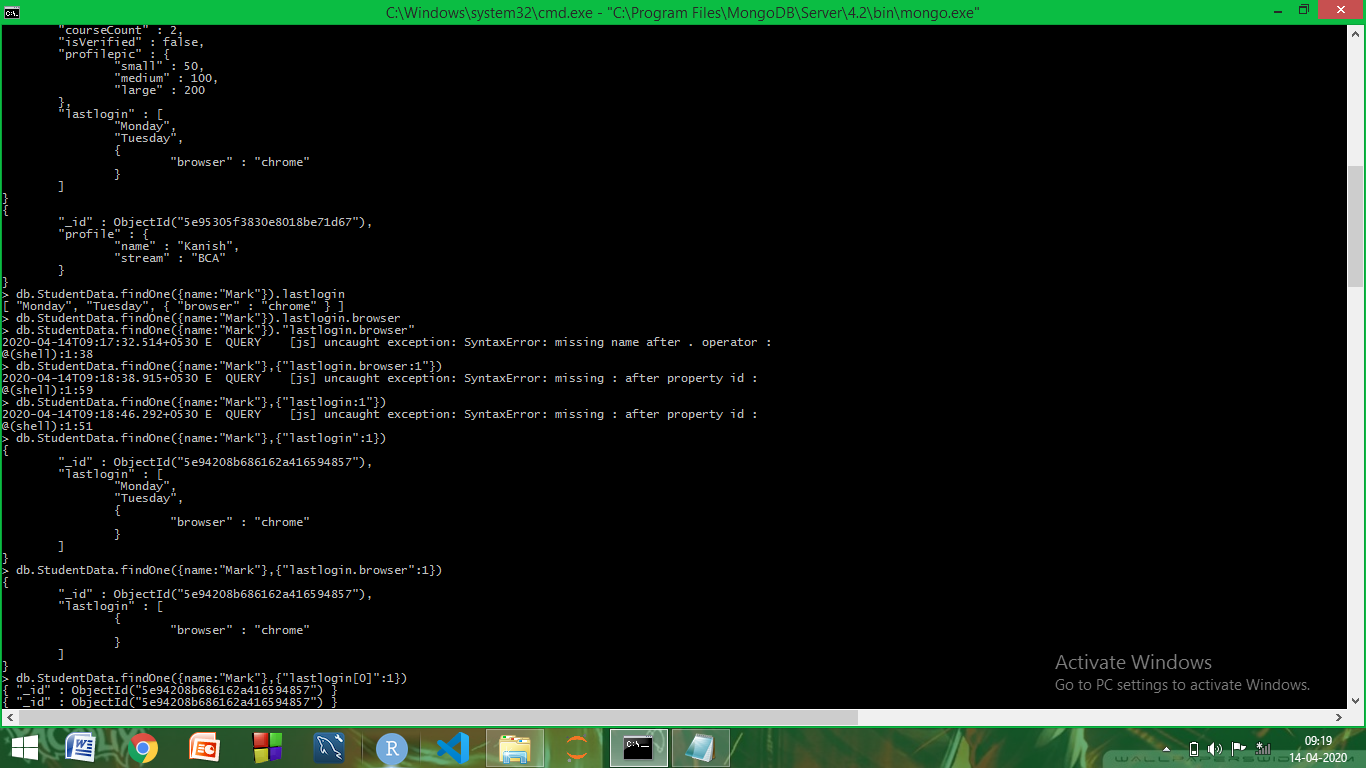 C:\Windows\system32\cmd.exe - "C:\Program Files\MongoDB\Server\4.2\bin\mongo.exe"
"courseCount" : 2,
"isVerified" : false,
"profilepic" : {
"small" : 50,
"medium" : 100,
"large" : 200
},
"lastlogin" : [
"Monday",
"Tuesday",
{
"browser" : "chrome"
}
]
}
{
"_id" : ObjectId("5e95305f3830e8018be71d67"),
"profile" : {
"name" : "Kanish",
"stream" : "BCA"
}
}
> db.StudentData.findOne({name:"Mark"}).lastlogin
[ "Monday", "Tuesday", { "browser" : "chrome" } ]
> db.StudentData.findOne({name:"Mark"}).lastlogin.browser
> db.StudentData.findOne({name:"Mark"})."lastlogin.browser"
2020-04-14T09:17:32.514+0530 E  QUERY    [js] uncaught exception: SyntaxError: missing name after . operator :
@(shell):1:38
> db.StudentData.findOne({name:"Mark"},{"lastlogin.browser:1"})
2020-04-14T09:18:38.915+0530 E  QUERY    [js] uncaught exception: SyntaxError: missing : after property id :
@(shell):1:59
> db.StudentData.findOne({name:"Mark"},{"lastlogin:1"})
2020-04-14T09:18:46.292+0530 E  QUERY    [js] uncaught exception: SyntaxError: missing : after property id :
@(shell):1:51
> db.StudentData.findOne({name:"Mark"},{"lastlogin":1})
{
"_id" : ObjectId("5e94208b686162a416594857"),
"lastlogin" : [
"Monday",
"Tuesday",
{
"browser" : "chrome"
}
]
}
> db.StudentData.findOne({name:"Mark"},{"lastlogin.browser":1})
{
"_id" : ObjectId("5e94208b686162a416594857"),
"lastlogin" : [
{
"browser" : "chrome"
}
]
}
> db.StudentData.findOne({name:"Mark"},{"lastlogin[0]":1})
{ "_id" : ObjectId("5e94208b686162a416594857") }
{ "_id" : ObjectId("5e94208b686162a416594857") }
Activate Windows
Go to PC settings to activate Windows.
09:19
14-04-2020